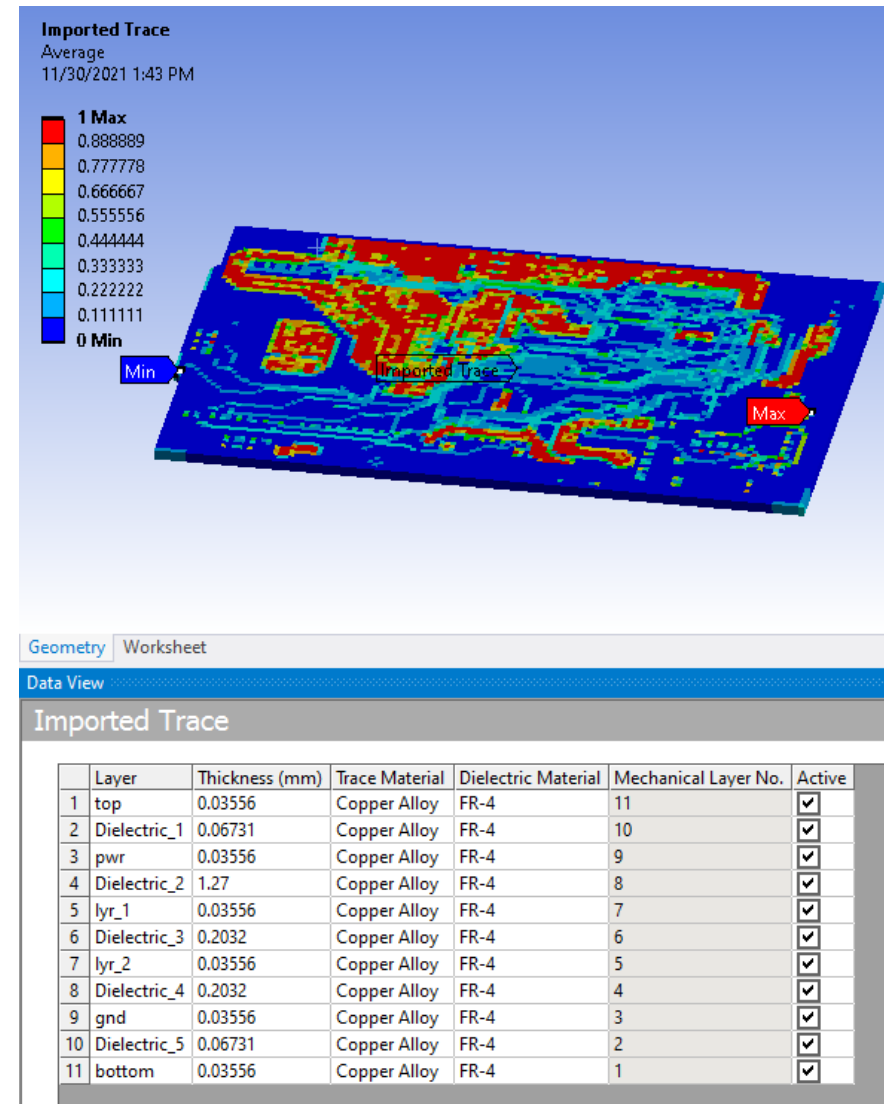 Imported Trace
Average
11/30/2021 1:43 PM
1 Max
0.888889
0.777778
0.666667
0.555556
0.444444
0.333333
0.222222
0.111111
0 Min
Min
Imported Trace
Max
Geometry Worksheet
Data View
Imported Trace
Layer Thickness (mm) Trace Material Dielectric Material Mechanical Layer No. Active
1 top 0.03556 Copper Alloy FR-4 11
2 Dielectric_1 0.06731 Copper Alloy FR-4 10
3 pwr 0.03556 Copper Alloy FR-4 9
4 Dielectric_2 1.27 Copper Alloy FR-4 8
5 lyr_1 0.03556 Copper Alloy FR-4 7
6 Dielectric_3 0.2032 Copper Alloy FR-4 6
7 lyr_2 0.03556 Copper Alloy FR-4 5
8 Dielectric_4 0.2032 Copper Alloy FR-4 4
9 gnd 0.03556 Copper Alloy FR-4 3
10 Dielectric_5 0.06731 Copper Alloy FR-4 2
11 bottom 0.03556 Copper Alloy FR-4 1